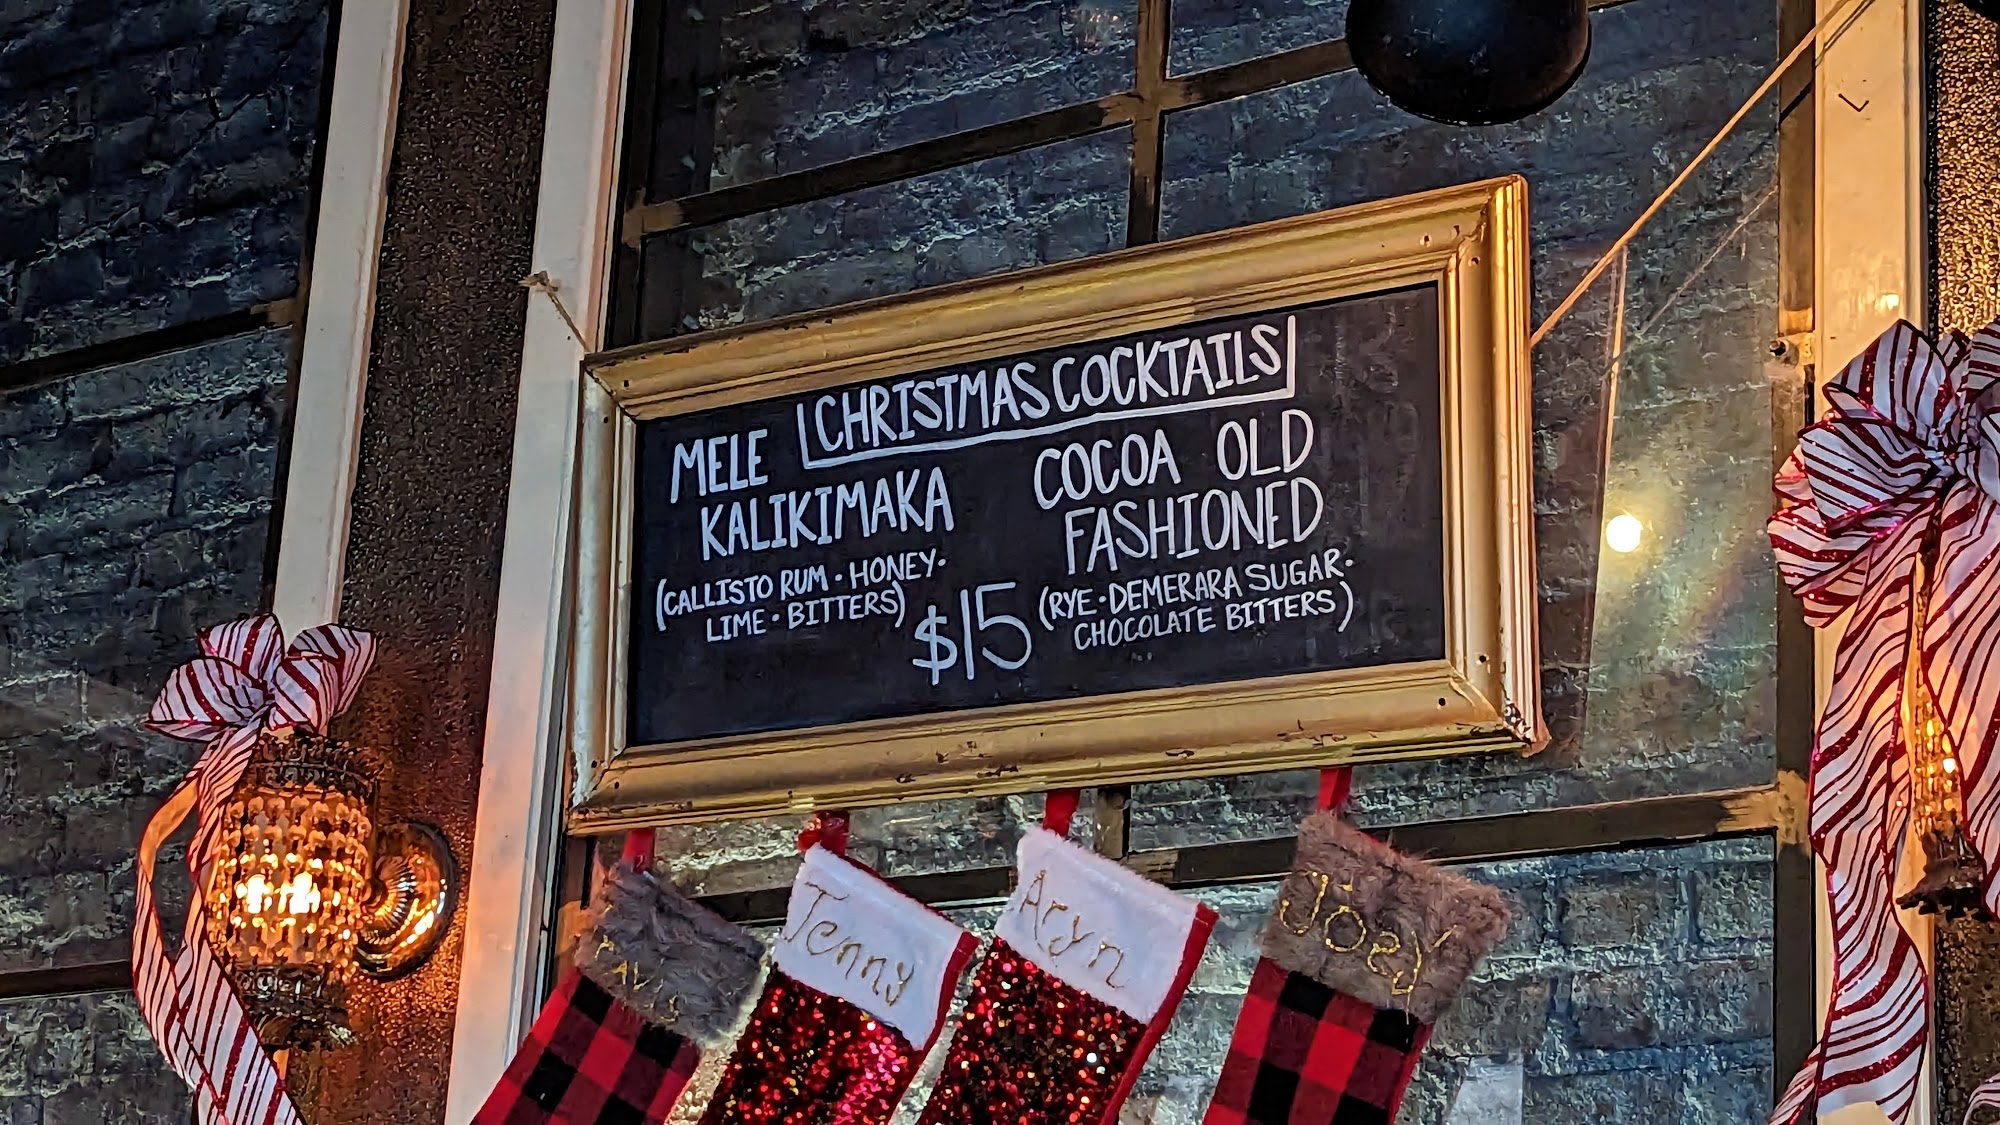 CHRISTMAS COCKTAILS
MELE
KALIKIMAKA
(CALLISTO RUM • HONEY •
LIME • BITTERS)
COCOA OLD
FASHIONED
(RYE • DEMERARA SUGAR •
CHOCOLATE BITTERS)
$15
Jenny
Aryn
Joey